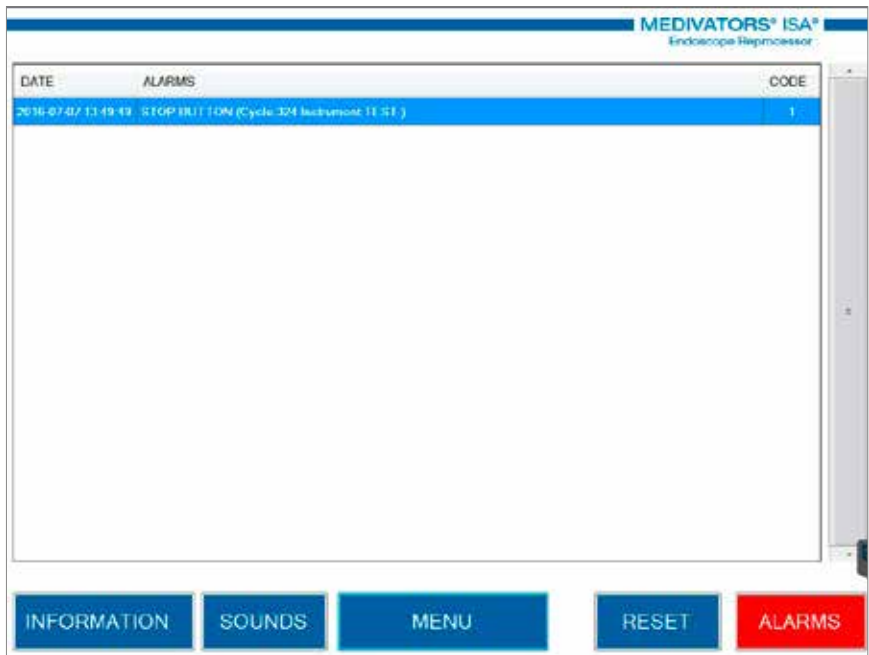 MEDIVATORS® ISA®
Endoscope Reprocessor
DATE ALARMS CODE
2016-07-07 13:49:49 STOP BUTTON (Cycle:324 Instrument TEST ) 1
INFORMATION SOUNDS MENU RESET ALARMS